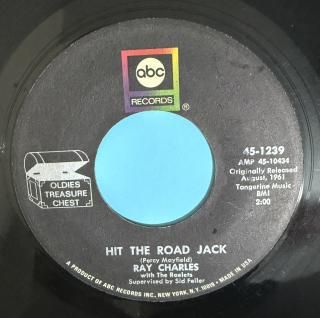 abc
RECORDS
OLDIES
TREASURE
CHEST
45-1239
AMP 45-10434
Originally Released
August, 1961
Tangerine Music
BMI
2:00
HIT THE ROAD JACK
(Percy Mayfield)
RAY CHARLES
with The Raelets
Supervised by Sid Feller
A PRODUCT OF ABC RECORDS INC. NEW YORK, N.Y. 10019 • MADE IN USA